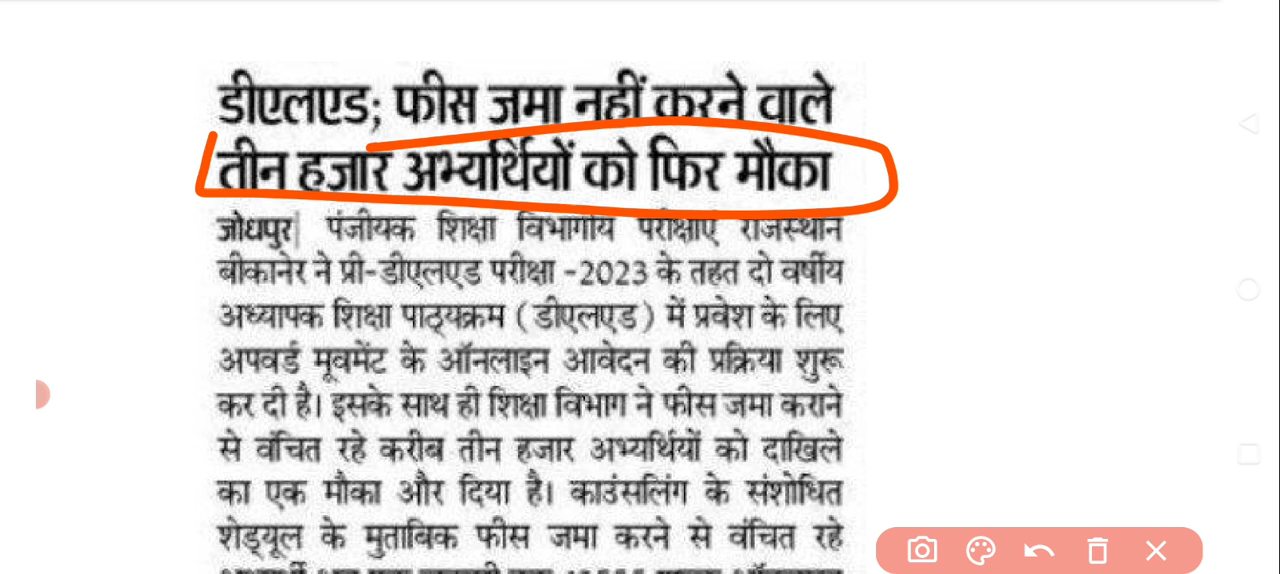 डीएलएड; फीस जमा नहीं करने वाले
तीन हजार अभ्यर्थियों को फिर मौका
जोधपुर| पंजीयक शिक्षा विभागीय परीक्षाएं राजस्थान
बीकानेर ने प्री-डीएलएड परीक्षा -2023 के तहत दो वर्षीय
अध्यापक शिक्षा पाठ्यक्रम (डीएलएड) में प्रवेश के लिए
अपवर्ड मूवमेंट के ऑनलाइन आवेदन की प्रक्रिया शुरू
कर दी है। इसके साथ ही शिक्षा विभाग ने फीस जमा कराने
से वंचित रहे करीब तीन हजार अभ्यर्थियों को दाखिले
का एक मौका और दिया है। काउंसलिंग के संशोधित
शेड्यूल के मुताबिक फीस जमा करने से वंचित रहे